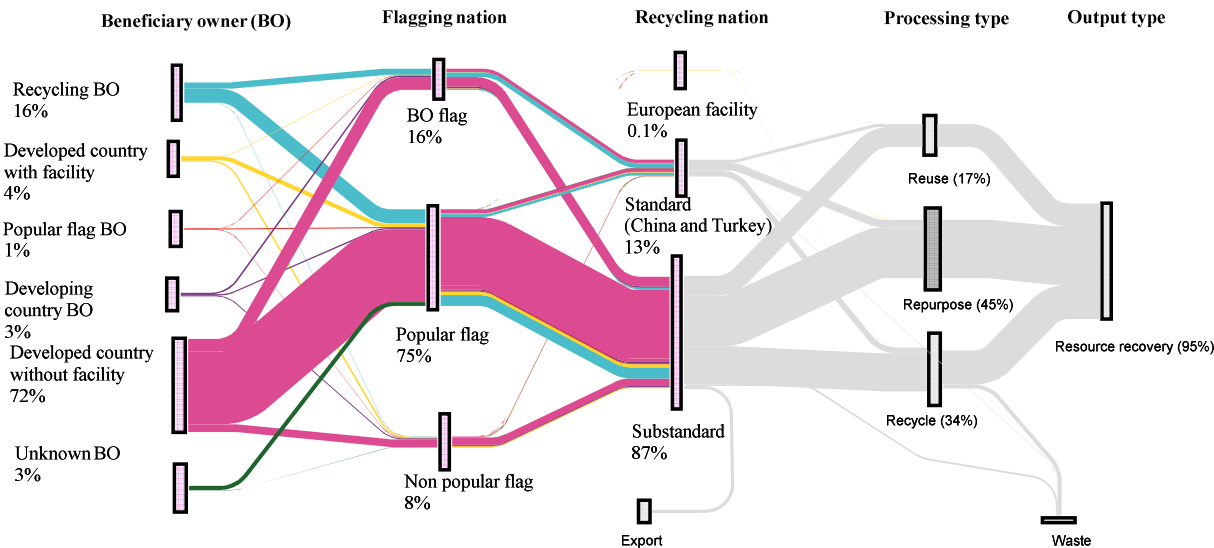 Beneficiary owner (BO)
Flagging nation
Recycling nation
Processing type
Output type
Recycling BO
16%
Developed country
with facility
4%
Popular flag BO
1%
Developing
country BO
3%
Developed country
without facility
72%
Unknown BO
3%
BO flag
16%
Popular flag
75%
Non popular flag
8%
European facility
0.1%
Standard
(China and Turkey)
13%
Substandard
87%
Export
Reuse (17%)
Repurpose (45%)
Recycle (34%)
Resource recovery (95%)
Waste